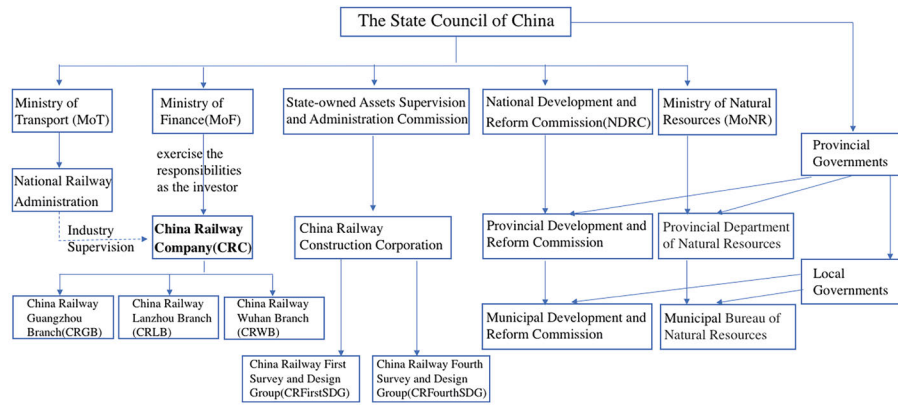 The State Council of China
Ministry of
Transport (MoT)
Ministry of
Finance(MoF)
State-owned Assets Supervision
and Administration Commission
National Development and
Reform Commission(NDRC)
Ministry of Natural
Resources (MoNR)
Provincial
Governments
exercise the
responsibilities
as the investor
National Railway
Administration
Industry
Supervision
China Railway
Company(CRC)
China Railway
Construction Corporation
Provincial Development and
Reform Commission
Provincial Department
of Natural Resources
Local
Governments
China Railway
Guangzhou
Branch(CRGB)
China Railway
Lanzhou Branch
(CRLB)
China Railway
Wuhan Branch
(CRWB)
Municipal Development and
Reform Commission
Municipal Bureau of
Natural Resources
China Railway First
Survey and Design
Group(CRFirstSDG)
China Railway Fourth
Survey and Design
Group(CRFourthSDG)